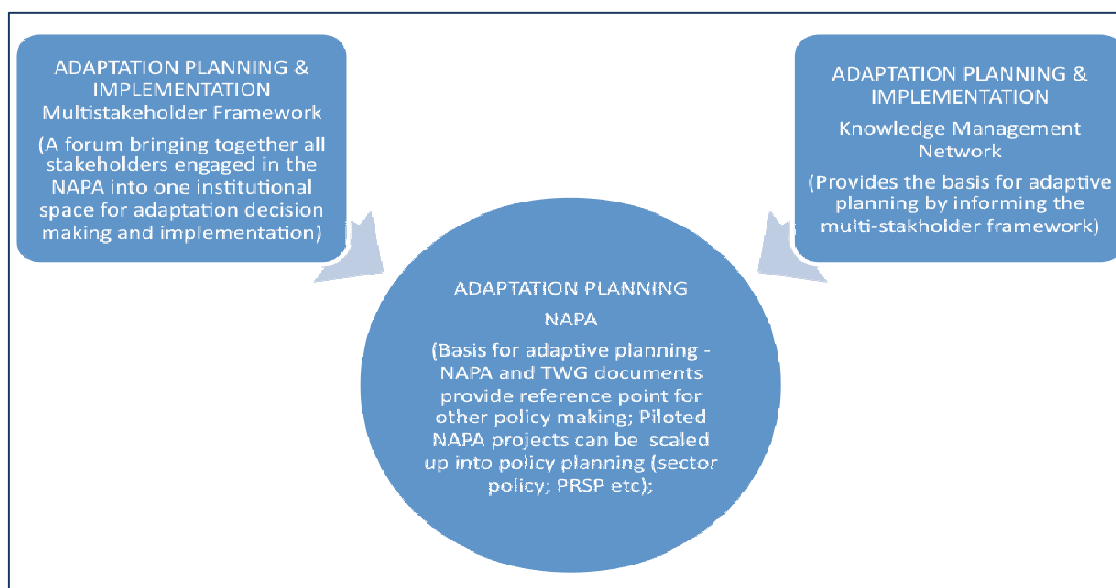 ADAPTATION PLANNING &
IMPLEMENTATION
Multistakeholder Framework
(A forum bringing together all
stakeholders engaged in the
NAPA into one institutional
space for adaptation decision
making and implementation)
ADAPTATION PLANNING &
IMPLEMENTATION
Knowledge Management
Network
(Provides the basis for adaptive
planning by informing the
multi-stakholder framework)
ADAPTATION PLANNING
NAPA
(Basis for adaptive planning -
NAPA and TWG documents
provide reference point for
other policy making; Piloted
NAPA projects can be scaled
up into policy planning (sector
policy; PRSP etc);